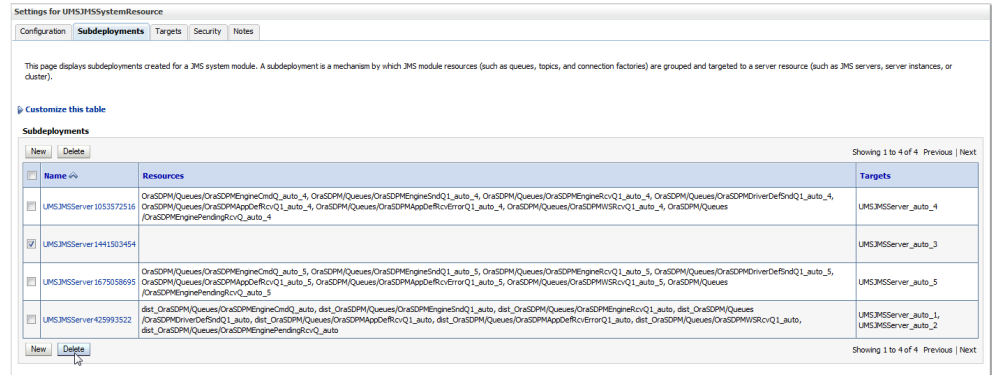 Settings for UMSJMSSystemResource
Configuration Subdeployments Targets Security Notes
This page displays subdeployments created for a JMS system module. A subdeployment is a mechanism by which JMS module resources (such as queues, topics, and connection factories) are grouped and targeted to a server resource (such as JMS servers, server instances, or
cluster).
Customize this table
Subdeployments
New Delete Showing 1 to 4 of 4 Previous | Next
Name Resources Targets
OraSDPM/Queues/OraSDPMEngineCmdQ_auto_4, OraSDPM/Queues/OraSDPMEngineSndQ1_auto_4, OraSDPM/Queues/OraSDPMEngineRcvQ1_auto_4, OraSDPM/Queues/OraSDPMDriverDefSndQ1_auto_4,
UMSJMSServer1053572516 OraSDPM/Queues/OraSDPMAppDefRcvQ1_auto_4, OraSDPM/Queues/OraSDPMAppDefRcvErrorQ1_auto_4, OraSDPM/Queues/OraSDPMWSRcvQ1_auto_4, OraSDPM/Queues UMSJMSServer_auto_4
/OraSDPMEnginePendingRcvQ_auto_4
UMSJMSServer1441503454 UMSJMSServer_auto_3
OraSDPM/Queues/OraSDPMEngineCmdQ_auto_5, OraSDPM/Queues/OraSDPMEngineSndQ1_auto_5, OraSDPM/Queues/OraSDPMEngineRcvQ1_auto_5, OraSDPM/Queues/OraSDPMDriverDefSndQ1_auto_5,
UMSJMSServer1675058695 OraSDPM/Queues/OraSDPMAppDefRcvQ1_auto_5, OraSDPM/Queues/OraSDPMAppDefRcvErrorQ1_auto_5, OraSDPM/Queues/OraSDPMWSRcvQ1_auto_5, OraSDPM/Queues UMSJMSServer_auto_5
/OraSDPMEnginePendingRcvQ_auto_5
dist_OraSDPM/Queues/OraSDPMEngineCmdQ_auto, dist_OraSDPM/Queues/OraSDPMEngineSndQ1_auto, dist_OraSDPM/Queues/OraSDPMEngineRcvQ1_auto, dist_OraSDPM/Queues
UMSJMSServer425993522 /OraSDPMDriverDefSndQ1_auto, dist_OraSDPM/Queues/OraSDPMAppDefRcvQ1_auto, dist_OraSDPM/Queues/OraSDPMAppDefRcvErrorQ1_auto, dist_OraSDPM/Queues/OraSDPMWSRcvQ1_auto, UMSJMSServer_auto_1,
dist_OraSDPM/Queues/OraSDPMEnginePendingRcvQ_auto UMSJMSServer_auto_2
New Delete Showing 1 to 4 of 4 Previous | Next